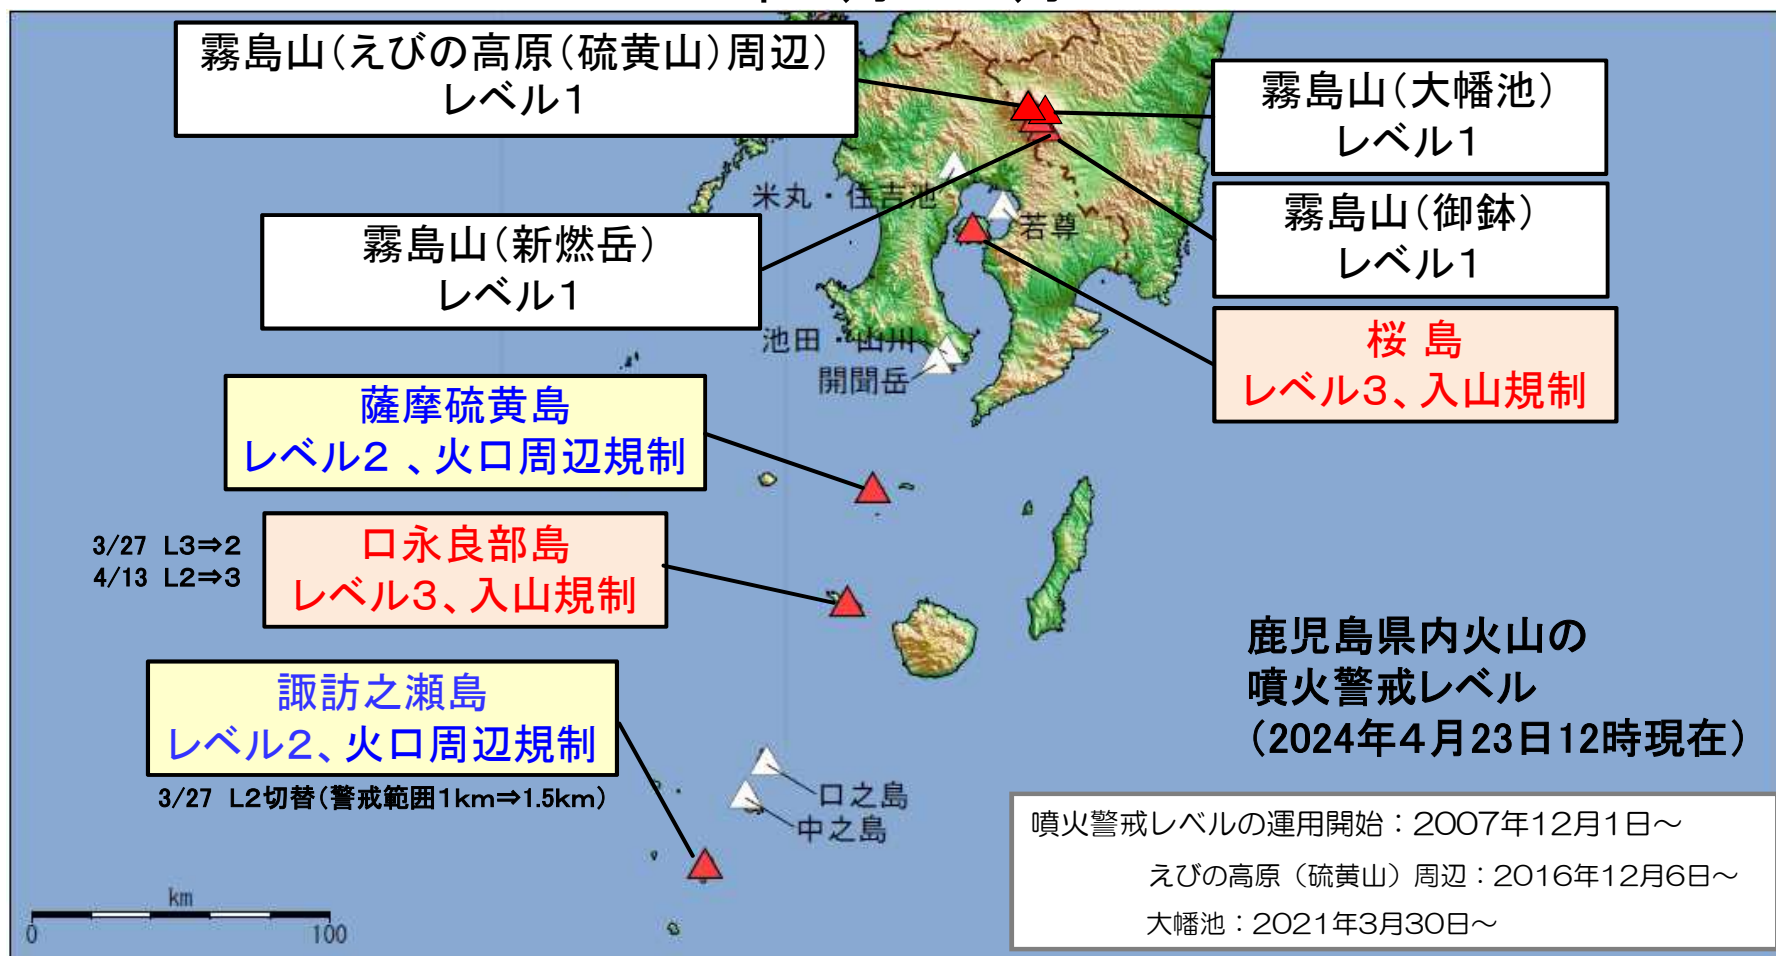 霧島山（えびの高原（硫黄山）周辺）
レベル１
霧島山（大幡池）
レベル１
米丸・住吉池
若尊
霧島山（新燃岳）
レベル１
霧島山（御鉢）
レベル１
桜 島
レベル３、入山規制
池田・山川
開聞岳
薩摩硫黄島
レベル２ 、火口周辺規制
3/27 L3⇒2
4/13 L2⇒3
口永良部島
レベル３、入山規制
諏訪之瀬島
レベル２、火口周辺規制
3/27 L2切替（警戒範囲１km⇒1.5km）
口之島
中之島
鹿児島県内火山の
噴火警戒レベル
（2024年４月23日12時現在）
噴火警戒レベルの運用開始：2007年12月1日～
えびの高原（硫黄山）周辺：2016年12月6日～
大幡池：2021年3月30日～
km
0 100